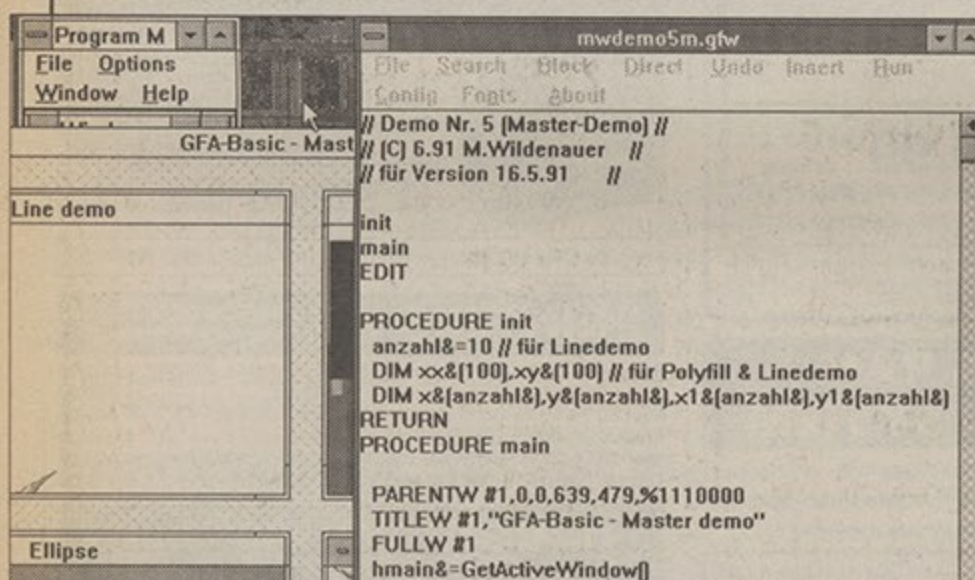 Program M
File Options
Window Help
GFA-Basic - Mast
Line demo
Ellipse
mwdemo5m.gfw
File Search Block Direct Undo Insert Run
Config Fonts About
// Demo Nr. 5 (Master-Demo) //
// (C) 6.91 M.Wildenauer //
// für Version 16.5.91 //
init
main
EDIT
PROCEDURE init
anzahl&=10 // für Linedemo
DIM xx&(100),xy&(100) // für Polyfill & Linedemo
DIM x&(anzahl&),y&(anzahl&),x1&(anzahl&),y1&(anzahl&)
RETURN
PROCEDURE main
PARENTW #1,0,0,639,479,%1110000
TITLEW #1,"GFA-Basic - Master demo"
FULLW #1
hmain&=GetActiveWindow()